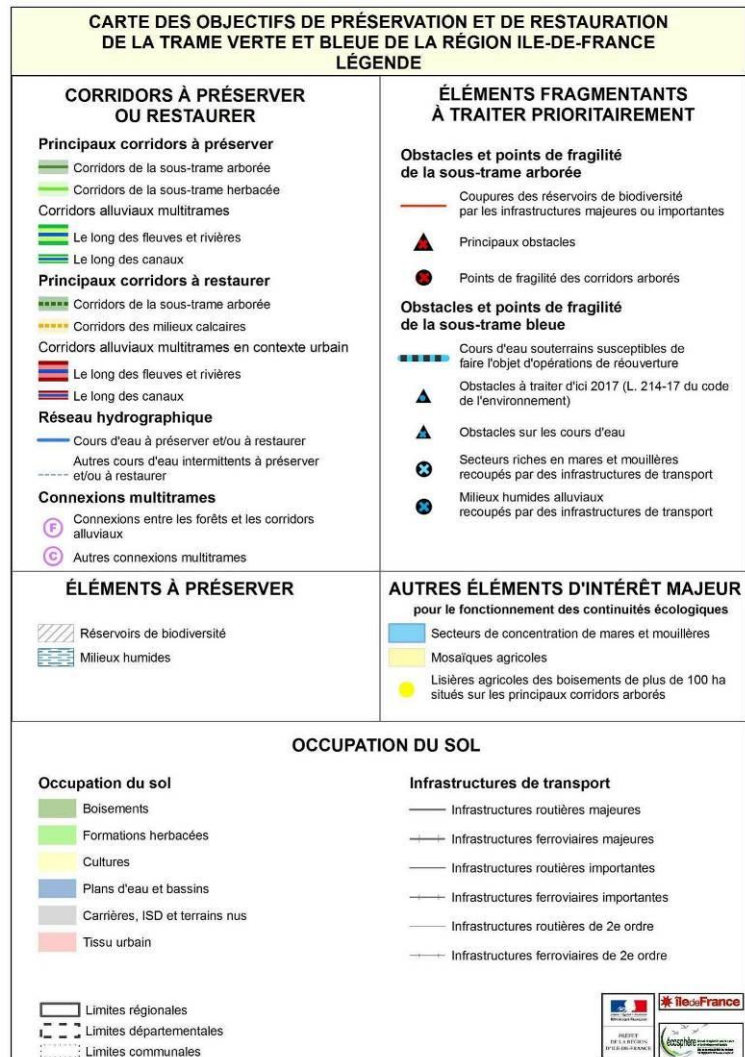 CARTE DES OBJECTIFS DE PRÉSERVATION ET DE RESTAURATION
DE LA TRAME VERTE ET BLEUE DE LA RÉGION ILE-DE-FRANCE
LÉGENDE
CORRIDORS À PRÉSERVER
OU RESTAURER
Principaux corridors à préserver
Corridors de la sous-trame arborée
Corridors de la sous-trame herbacée
Corridors alluviaux multitrames
Le long des fleuves et rivières
Le long des canaux
Principaux corridors à restaurer
Corridors de la sous-trame arborée
Corridors des milieux calcaires
Corridors alluviaux multitrames en contexte urbain
Le long des fleuves et rivières
Le long des canaux
Réseau hydrographique
Cours d'eau à préserver et/ou à restaurer
Autres cours d'eau intermittents à préserver
et/ou à restaurer
Connexions multitrames
F
Connexions entre les forêts et les corridors
alluviaux
C
Autres connexions multitrames
ÉLÉMENTS FRAGMENTANTS
À TRAITER PRIORITAIREMENT
Obstacles et points de fragilité
de la sous-trame arborée
Coupures des réservoirs de biodiversité
par les infrastructures majeures ou importantes
Principaux obstacles
Points de fragilité des corridors arborés
Obstacles et points de fragilité
de la sous-trame bleue
Cours d'eau souterrains susceptibles de
faire l'objet d'opérations de réouverture
Obstacles à traiter d'ici 2017 (L. 214-17 du code
de l'environnement)
Obstacles sur les cours d'eau
Secteurs riches en mares et mouillères
recoupés par des infrastructures de transport
Milieux humides alluviaux
recoupés par des infrastructures de transport
ÉLÉMENTS À PRÉSERVER
Réservoirs de biodiversité
Milieux humides
AUTRES ÉLÉMENTS D'INTÉRÊT MAJEUR
pour le fonctionnement des continuités écologiques
Secteurs de concentration de mares et mouillères
Mosaïques agricoles
Lisières agricoles des boisements de plus de 100 ha
situés sur les principaux corridors arborés
OCCUPATION DU SOL
Occupation du sol
Boisements
Formations herbacées
Cultures
Plans d'eau et bassins
Carrières, ISD et terrains nus
Tissu urbain
Infrastructures de transport
Infrastructures routières majeures
Infrastructures ferroviaires majeures
Infrastructures routières importantes
Infrastructures ferroviaires importantes
Infrastructures routières de 2e ordre
Infrastructures ferroviaires de 2e ordre
Limites régionales
Limites départementales
Limites communales
PRÉFET
DE LA RÉGION
D'ILE-DE-FRANCE
îledeFrance
écosphère